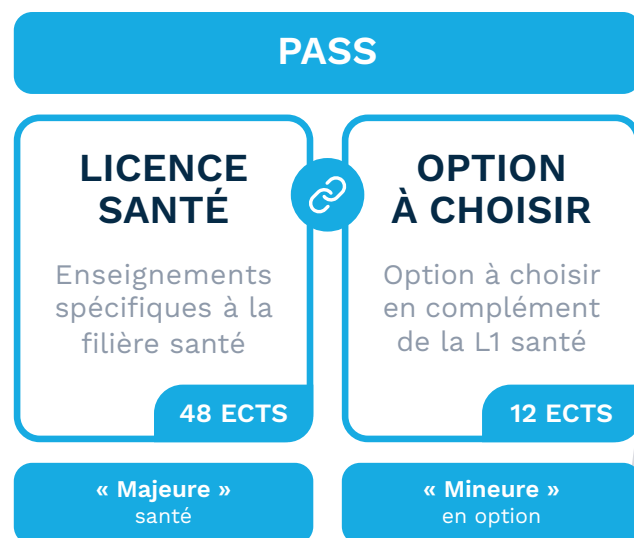 PASS
LICENCE
SANTÉ
Enseignements
spécifiques à la
filière santé
48 ECTS
OPTION
À CHOISIR
Option à choisir
en complément
de la L1 santé
12 ECTS
« Majeure »
santé
« Mineure »
en option